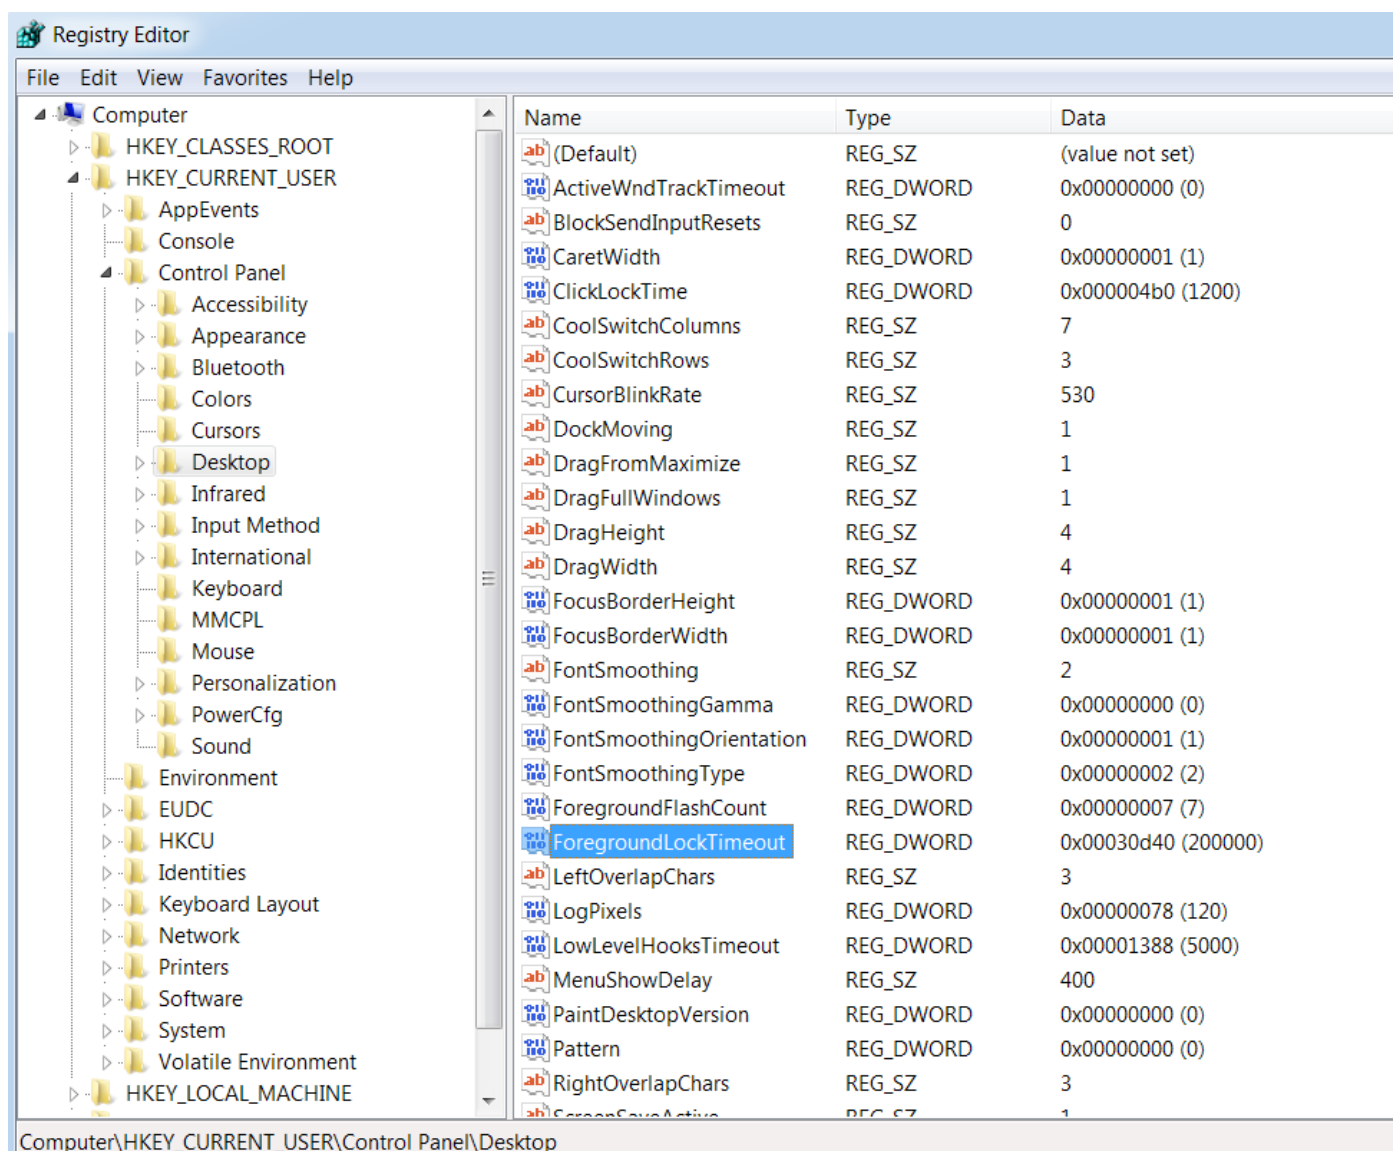 Registry Editor
File Edit View Favorites Help
Computer
HKEY_CLASSES_ROOT
HKEY_CURRENT_USER
AppEvents
Console
Control Panel
Accessibility
Appearance
Bluetooth
Colors
Cursors
Desktop
Infrared
Input Method
International
Keyboard
MMCPL
Mouse
Personalization
PowerCfg
Sound
Environment
EUDC
HKCU
Identities
Keyboard Layout
Network
Printers
Software
System
Volatile Environment
HKEY_LOCAL_MACHINE
Name Type Data
(Default) REG_SZ (value not set)
ActiveWndTrackTimeout REG_DWORD 0x00000000 (0)
BlockSendInputResets REG_SZ 0
CaretWidth REG_DWORD 0x00000001 (1)
ClickLockTime REG_DWORD 0x000004b0 (1200)
CoolSwitchColumns REG_SZ 7
CoolSwitchRows REG_SZ 3
CursorBlinkRate REG_SZ 530
DockMoving REG_SZ 1
DragFromMaximize REG_SZ 1
DragFullWindows REG_SZ 1
DragHeight REG_SZ 4
DragWidth REG_SZ 4
FocusBorderHeight REG_DWORD 0x00000001 (1)
FocusBorderWidth REG_DWORD 0x00000001 (1)
FontSmoothing REG_SZ 2
FontSmoothingGamma REG_DWORD 0x00000000 (0)
FontSmoothingOrientation REG_DWORD 0x00000001 (1)
FontSmoothingType REG_DWORD 0x00000002 (2)
ForegroundFlashCount REG_DWORD 0x00000007 (7)
ForegroundLockTimeout REG_DWORD 0x00030d40 (200000)
LeftOverlapChars REG_SZ 3
LogPixels REG_DWORD 0x00000078 (120)
LowLevelHooksTimeout REG_DWORD 0x00001388 (5000)
MenuShowDelay REG_SZ 400
PaintDesktopVersion REG_DWORD 0x00000000 (0)
Pattern REG_DWORD 0x00000000 (0)
RightOverlapChars REG_SZ 3
ScreenSaveActive REG_SZ 1
Computer\HKEY_CURRENT_USER\Control Panel\Desktop